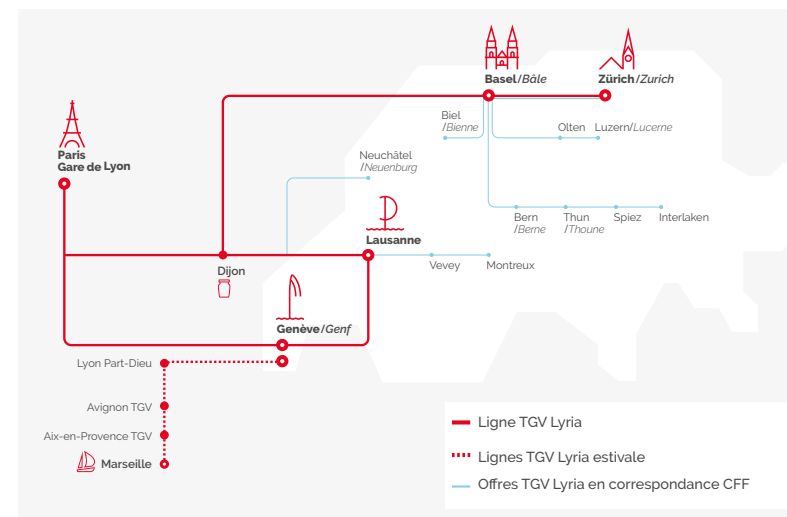 Basel/Bâle
Zürich/Zurich
Biel
/Bienne
Olten
Luzern/Lucerne
Paris
Gare de Lyon
Neuchâtel
/Neuenburg
Bern
/Berne
Thun
/Thoune
Spiez
Interlaken
Lausanne
Dijon
Vevey
Montreux
Genève/Genf
Lyon Part-Dieu
Avignon TGV
Aix-en-Provence TGV
Marseille
Ligne TGV Lyria
Lignes TGV Lyria estivale
Offres TGV Lyria en correspondance CFF